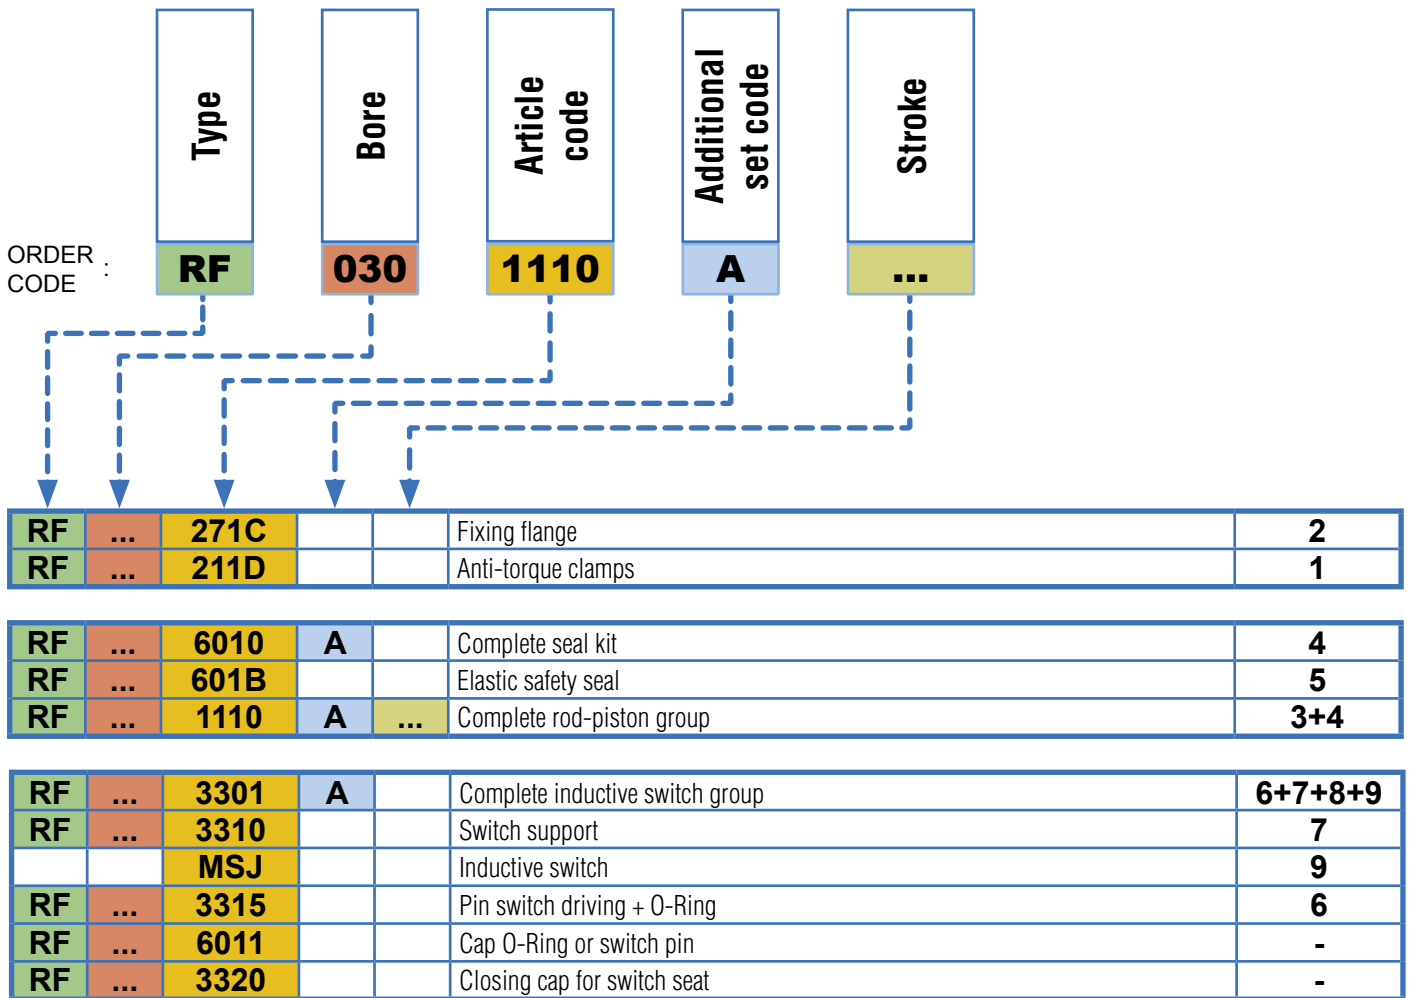 Type
Bore
Article
code
Additional
set code
Stroke
ORDER
CODE :
RF 030 1110 A ...
RF ... 271C Fixing flange 2
RF ... 211D Anti-torque clamps 1
RF ... 6010 A Complete seal kit 4
RF ... 601B Elastic safety seal 5
RF ... 1110 A ... Complete rod-piston group 3+4
RF ... 3301 A Complete inductive switch group 6+7+8+9
RF ... 3310 Switch support 7
MSJ Inductive switch 9
RF ... 3315 Pin switch driving + O-Ring 6
RF ... 6011 Cap O-Ring or switch pin -
RF ... 3320 Closing cap for switch seat -